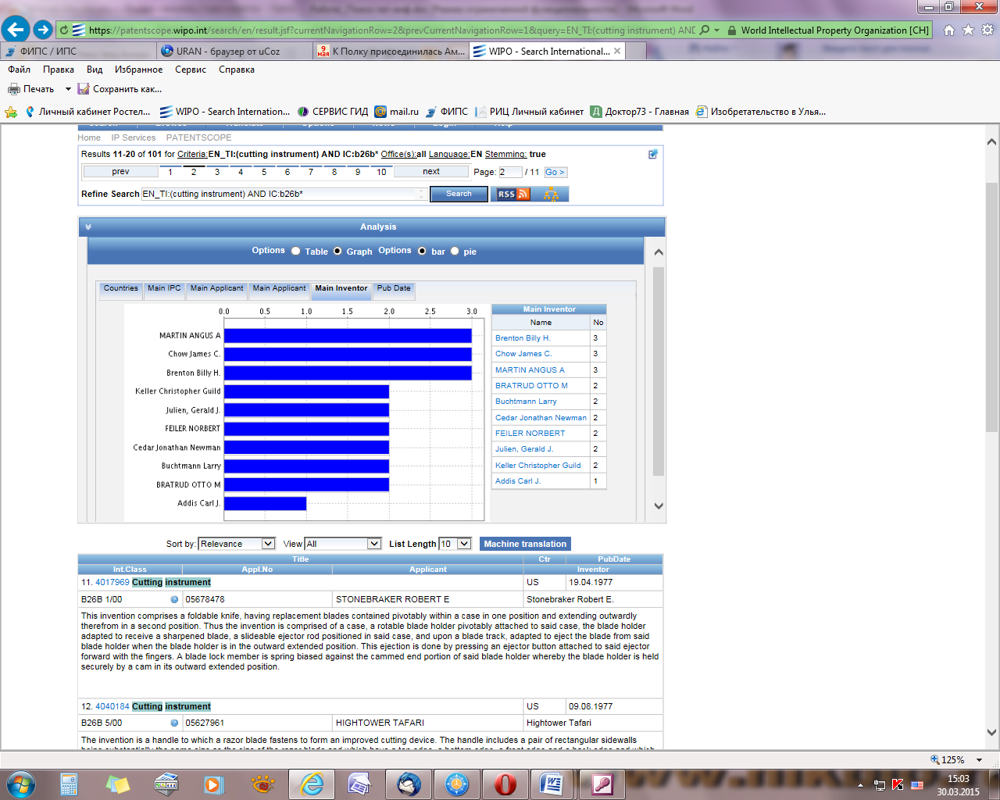 https://patentscope.wipo.int/search/en/result.jsf?currentNavigationRow=2&prevCurrentNavigationRow=1&query=EN_TI:(cutting instrument) AND World Intellectual Property Organization [CH]
ФИПС / ИПС URAN - браузер от uCoz 9 мая К Полку присоединилась Ам... WIPO - Search International...
Файл Правка Вид Избранное Сервис Справка
Печать Сохранить как...
Личный кабинет Ростел... WIPO - Search Internation... СЕРВИС ГИД mail.ru ФИПС РИЦ Личный кабинет Доктор73 - Главная Изобретательство в Улья...
Home IP Services PATENTSCOPE
Results 11-20 of 101 for Criteria:EN_TI:(cutting instrument) AND IC:b26b* Office(s):all Language:EN Stemming: true
prev 1 2 3 4 5 6 7 8 9 10 next Page: 2 / 11 Go >
Refine Search EN_TI:(cutting instrument) AND IC:b26b* Search RSS
Analysis
Options Table Graph Options bar pie
Countries Main IPC Main Applicant Main Applicant Main Inventor Pub Date
0.0 0.5 1.0 1.5 2.0 2.5 3.0
MARTIN ANGUS A
Chow James C.
Brenton Billy H.
Keller Christopher Guild
Julien, Gerald J.
FEILER NORBERT
Cedar Jonathan Newman
Buchtmann Larry
BRATRUD OTTO M
Addis Carl J.
Main Inventor
Name No
Brenton Billy H. 3
Chow James C. 3
MARTIN ANGUS A 3
BRATRUD OTTO M 2
Buchtmann Larry 2
Cedar Jonathan Newman 2
FEILER NORBERT 2
Julien, Gerald J. 2
Keller Christopher Guild 2
Addis Carl J. 1
Sort by: Relevance View All List Length 10 Machine translation
Title Ctr PubDate
Int.Class Appl.No Applicant Inventor
11. 4017969 Cutting instrument US 19.04.1977
B26B 1/00 05678478 STONEBRAKER ROBERT E Stonebraker Robert E.
This invention comprises a foldable knife, having replacement blades contained pivotably within a case in one position and extending outwardly
therefrom in a second position. Thus the invention is comprised of a case, a rotable blade holder pivotably attached to said case, the blade holder
adapted to receive a sharpened blade, a slideable ejector rod positioned in said case, and upon a blade track, adapted to eject the blade from said
blade holder when the blade holder is in the outward extended position. This ejection is done by pressing an ejector button attached to said ejector
forward with the fingers. A blade lock member is spring biased against the cammed end portion of said blade holder whereby the blade holder is held
securely by a cam in its outward extended position.
12. 4040184 Cutting instrument US 09.08.1977
B26B 5/00 05627961 HIGHTOWER TAFARI Hightower Tafari
The invention is a handle to which a razor blade fastens to form an improved cutting device. The handle includes a pair of rectangular sidewalls
125%
15:03
30.03.2015